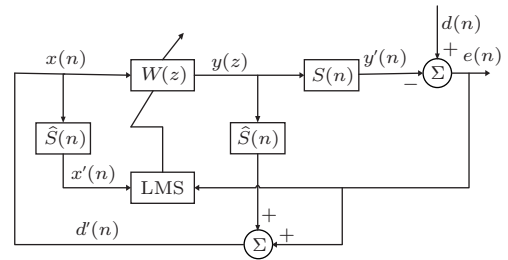 d(n)
x(n)
W(z)
y(z)
S(n)
y′(n)
+
Σ
e(n)
−
Ŝ(n)
Ŝ(n)
x′(n)
LMS
d′(n)
+
Σ
+